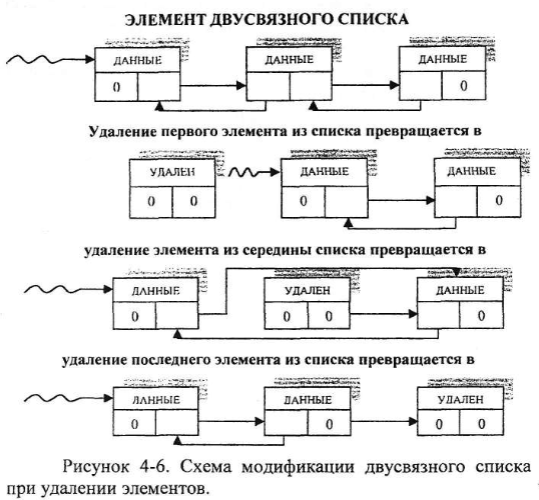 ЭЛЕМЕНТ ДВУСВЯЗНОГО СПИСКА
ДАННЫЕ ДАННЫЕ ДАННЫЕ
0 0
Удаление первого элемента из списка превращается в
УДАЛЕН ДАННЫЕ ДАННЫЕ
0 0 0 0
удаление элемента из середины списка превращается в
ДАННЫЕ УДАЛЕН ДАННЫЕ
0 0 0 0
удаление последнего элемента из списка превращается в
ДАННЫЕ ДАННЫЕ УДАЛЕН
0 0 0 0
Рисунок 4-6. Схема модификации двусвязного списка
при удалении элементов.